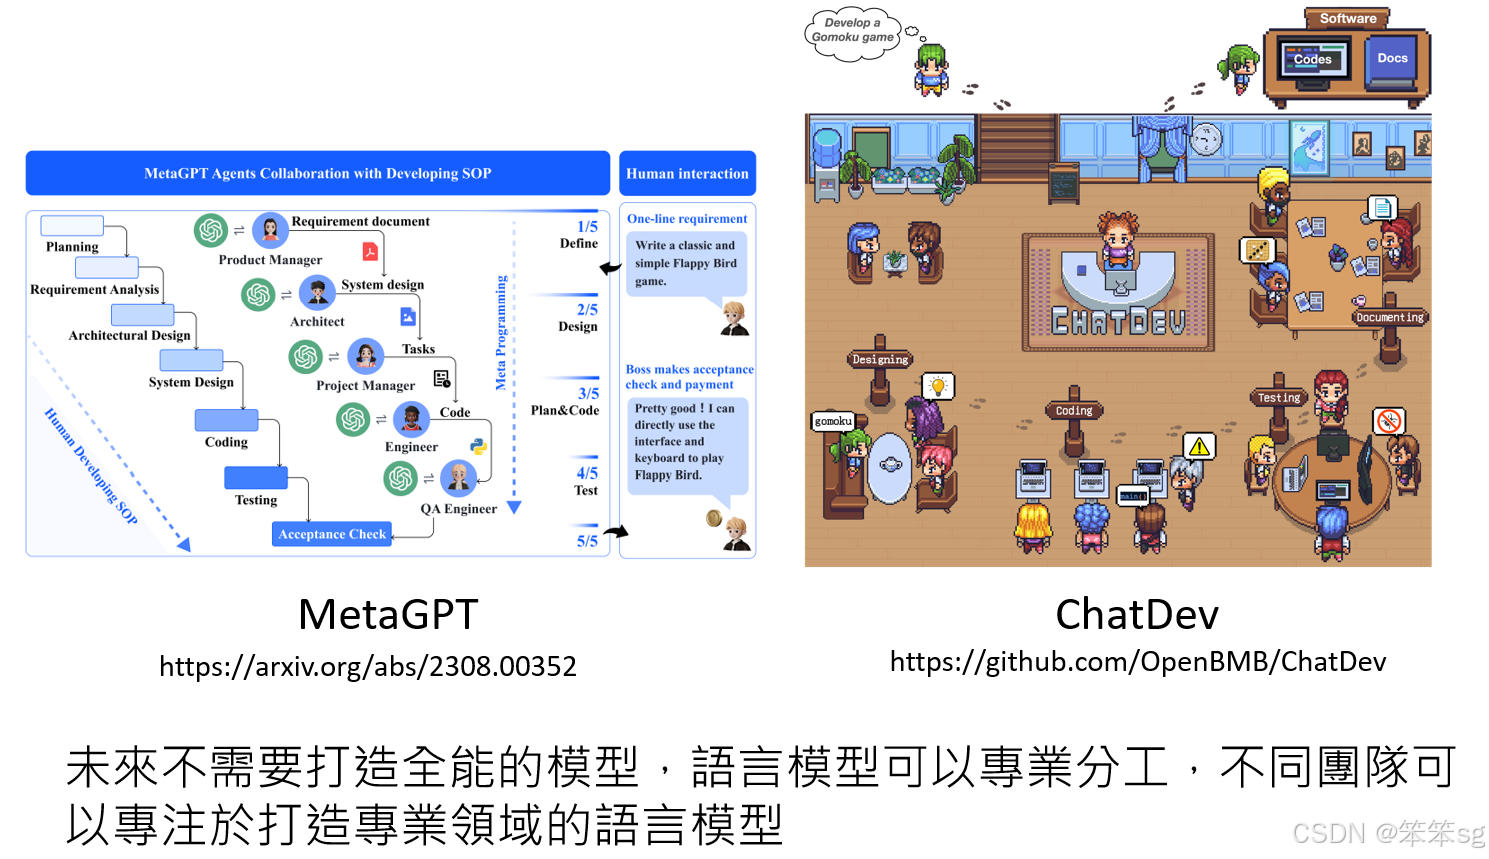 MetaGPT Agents Collaboration with Developing SOP
Human interaction
Planning
Requirement Analysis
Architectural Design
System Design
Coding
Testing
Acceptance Check
Human Developing SOP
Requirement document
Product Manager
System design
Architect
Tasks
Project Manager
Code
Engineer
QA Engineer
Meta Programming
1/5
Define
2/5
Design
3/5
Plan&Code
4/5
Test
5/5
One-line requirement
Write a classic and
simple Flappy Bird
game.
Boss makes acceptance
check and payment
Pretty good！I can
directly use the
interface and
keyboard to play
Flappy Bird.
MetaGPT
https://arxiv.org/abs/2308.00352
Develop a
Gomoku game
Software
Codes
Docs
CHATDEV
Documenting
Designing
gomoku
Coding
main()
Testing
ChatDev
https://github.com/OpenBMB/ChatDev
未來不需要打造全能的模型，語言模型可以專業分工，不同團隊可
以專注於打造專業領域的語言模型
CSDN @笨笨sg